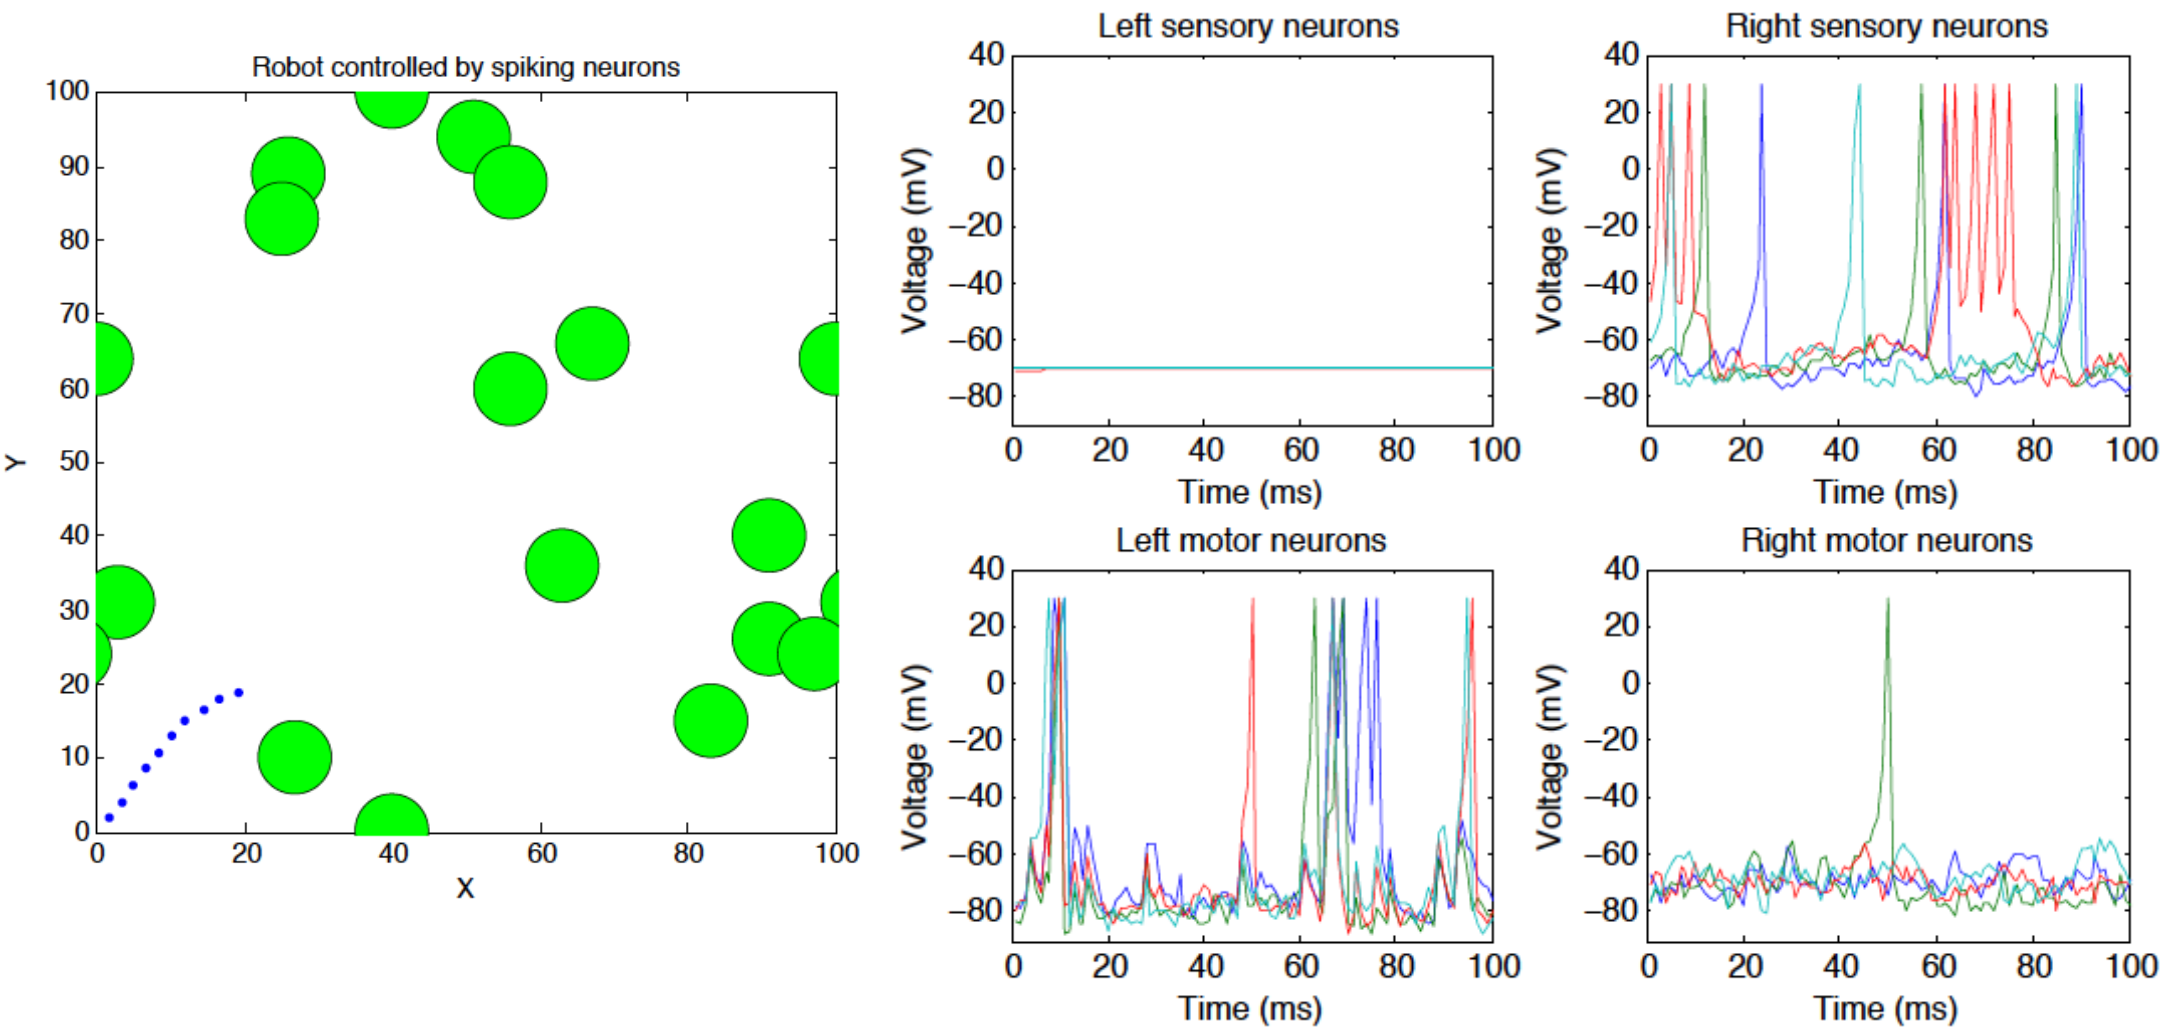 Robot controlled by spiking neurons
100
90
80
70
60
50
40
30
20
10
0
Y
0 20 40 60 80 100
X
Left sensory neurons
40
20
0
−20
−40
−60
−80
Voltage (mV)
0 20 40 60 80 100
Time (ms)
Right sensory neurons
40
20
0
−20
−40
−60
−80
Voltage (mV)
0 20 40 60 80 100
Time (ms)
Left motor neurons
40
20
0
−20
−40
−60
−80
Voltage (mV)
0 20 40 60 80 100
Time (ms)
Right motor neurons
40
20
0
−20
−40
−60
−80
Voltage (mV)
0 20 40 60 80 100
Time (ms)